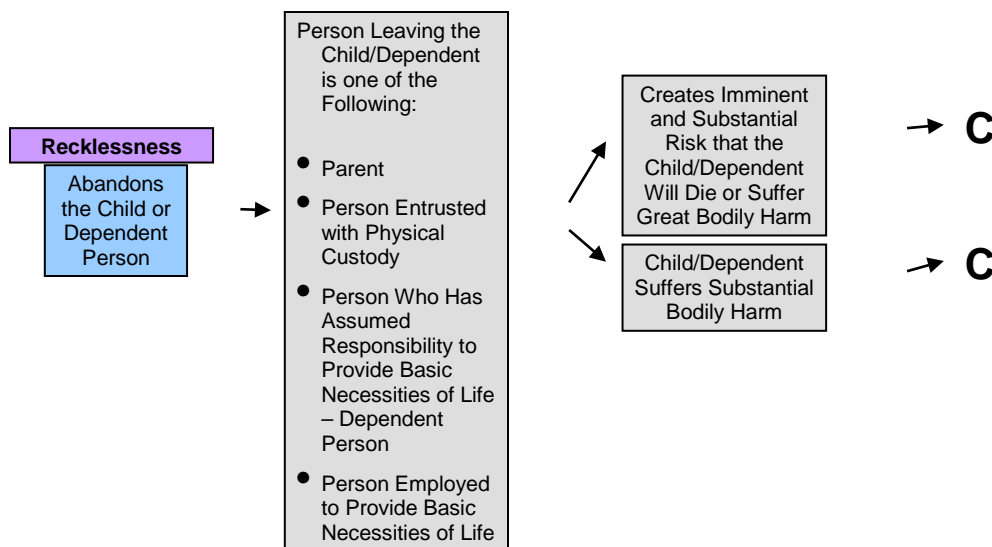 Recklessness
Abandons
the Child or
Dependent
Person
Person Leaving the
Child/Dependent
is one of the
Following:
• Parent
• Person Entrusted
with Physical
Custody
• Person Who Has
Assumed
Responsibility to
Provide Basic
Necessities of Life
– Dependent
Person
• Person Employed
to Provide Basic
Necessities of Life
Creates Imminent
and Substantial
Risk that the
Child/Dependent
Will Die or Suffer
Great Bodily Harm
C
Child/Dependent
Suffers Substantial
Bodily Harm
C